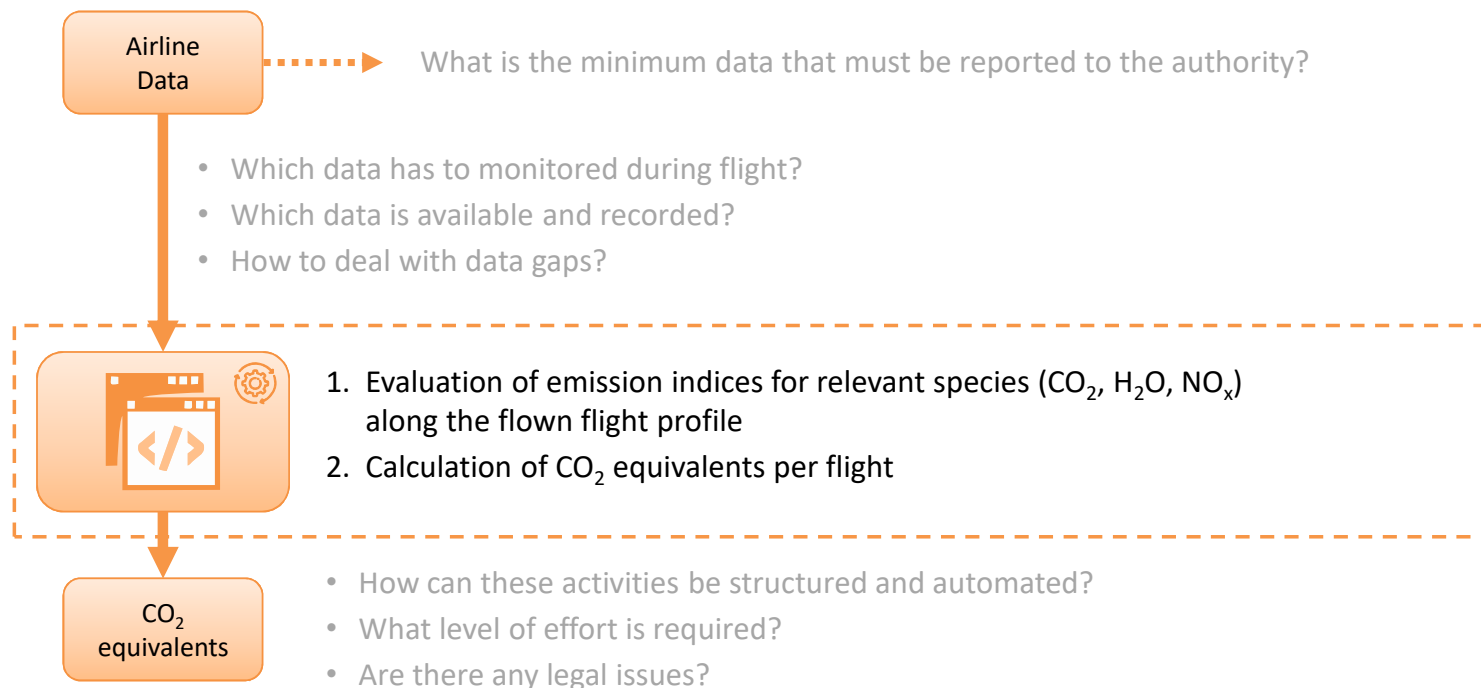 Airline
Data
What is the minimum data that must be reported to the authority?
• Which data has to monitored during flight?
• Which data is available and recorded?
• How to deal with data gaps?
</>
1. Evaluation of emission indices for relevant species (CO₂, H₂O, NOₓ)
along the flown flight profile
2. Calculation of CO₂ equivalents per flight
CO₂
equivalents
• How can these activities be structured and automated?
• What level of effort is required?
• Are there any legal issues?